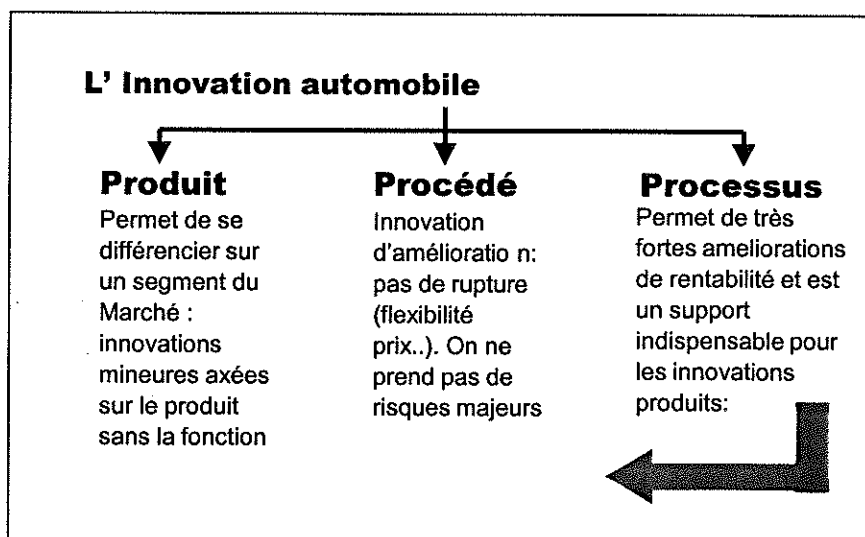 L' Innovation automobile
Produit
Permet de se
différencier sur
un segment du
Marché :
innovations
mineures axées
sur le produit
sans la fonction
Procédé
Innovation
d'amélioratio n:
pas de rupture
(flexibilité
prix..). On ne
prend pas de
risques majeurs
Processus
Permet de très
fortes ameliorations
de rentabilité et est
un support
indispensable pour
les innovations
produits: